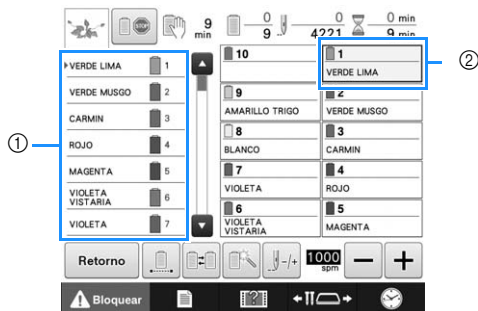 9 min
0
9
0
4221
0 min
9 min
①
VERDE LIMA 1
VERDE MUSGO 2
CARMIN 3
ROJO 4
MAGENTA 5
VIOLETA VISTARIA 6
VIOLETA 7
10
1
VERDE LIMA
②
9
AMARILLO TRIGO
2
VERDE MUSGO
8
BLANCO
3
CARMIN
7
VIOLETA
4
ROJO
6
VIOLETA VISTARIA
5
MAGENTA
Retorno
-/+
1000 spm
−
+
Bloquear
?